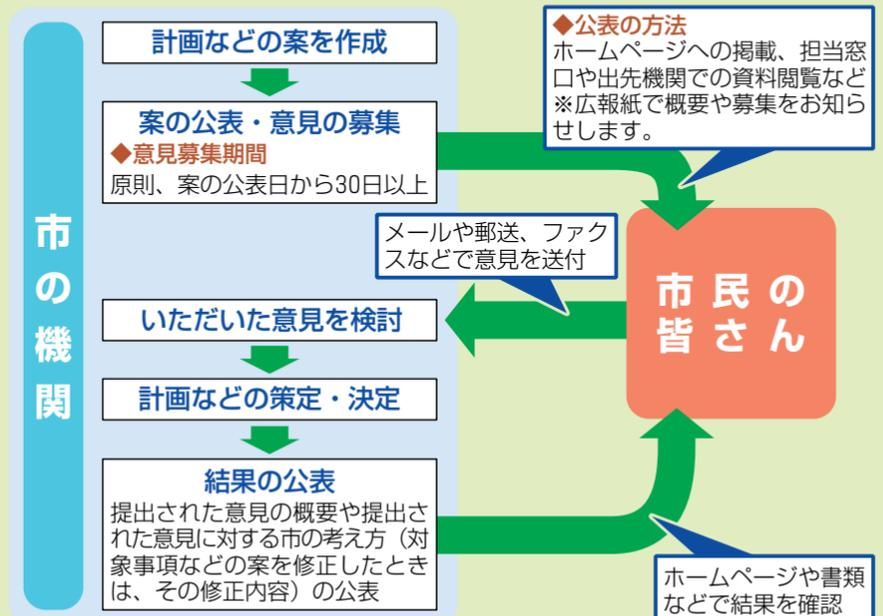 市の機関
計画などの案を作成
案の公表・意見の募集
◆意見募集期間
原則、案の公表日から30日以上
◆公表の方法
ホームページへの掲載、担当窓
口や出先機関での資料閲覧など
※広報紙で概要や募集をお知ら
せします。
市民の
皆さん
メールや郵送、ファク
スなどで意見を送付
いただいた意見を検討
計画などの策定・決定
結果の公表
提出された意見の概要や提出さ
れた意見に対する市の考え方（対
象事項などの案を修正したとき
は、その修正内容）の公表
ホームページや書類
などで結果を確認